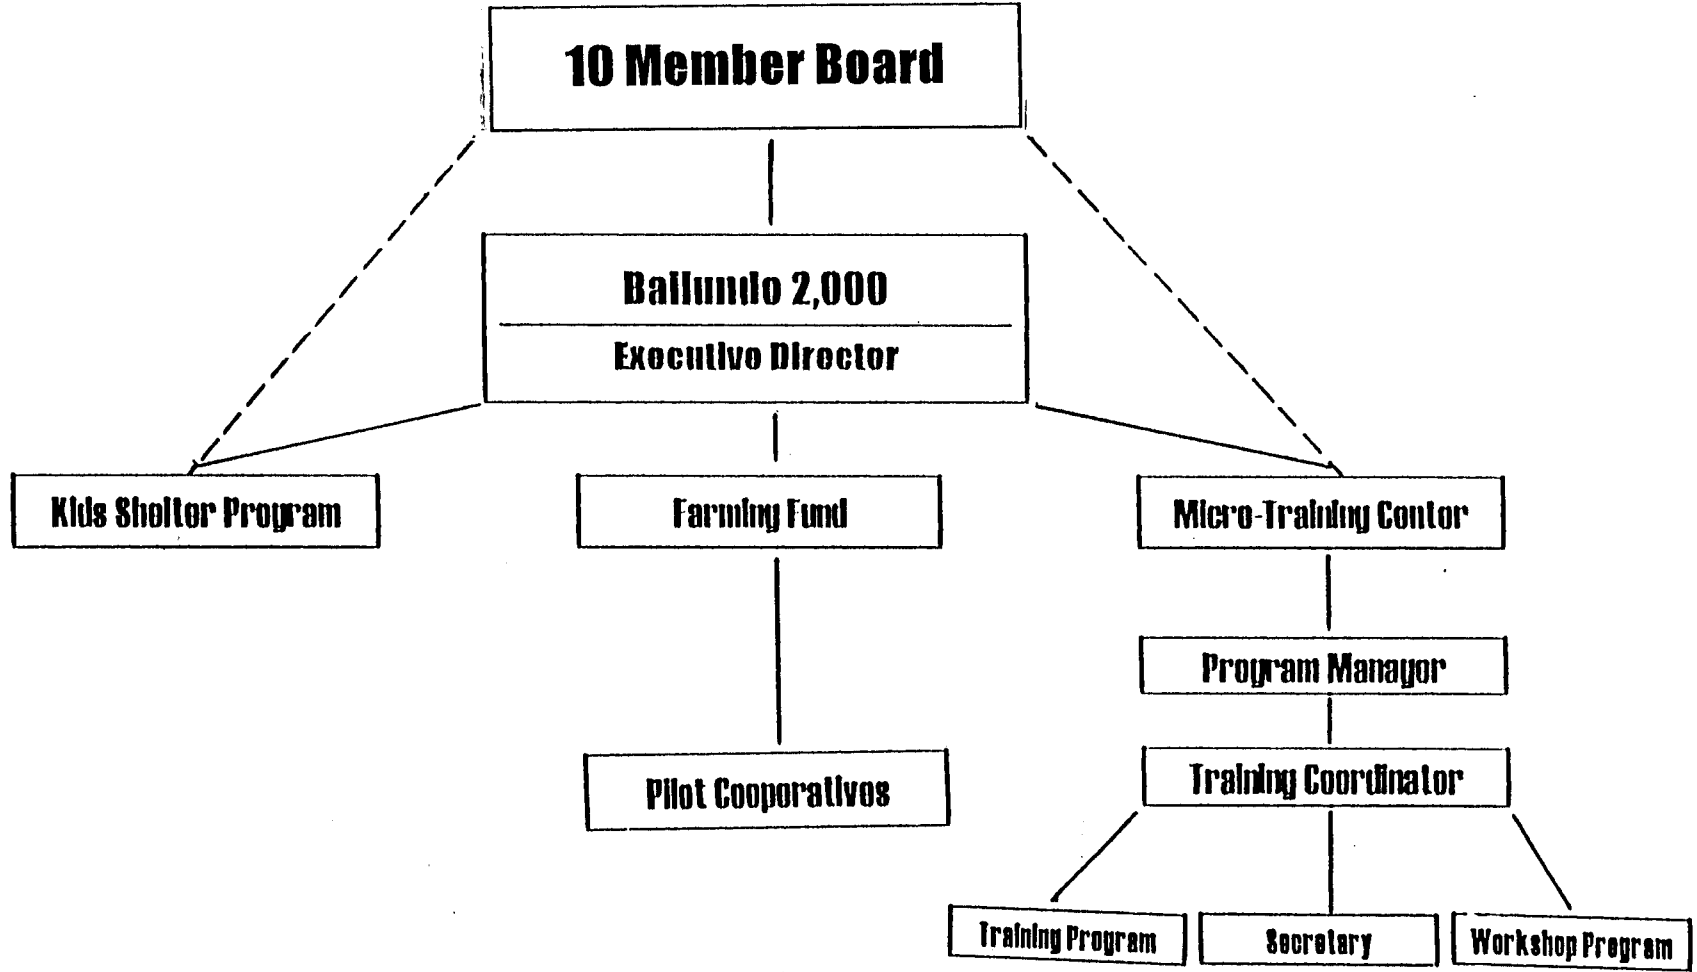 10 Member Board
Bailundo 2,000
Executive Director
Kids Shelter Program
Farming Fund
Micro-Training Center
Program Manager
Pilot Cooperatives
Training Coordinator
Training Program
Secretary
Workshop Program